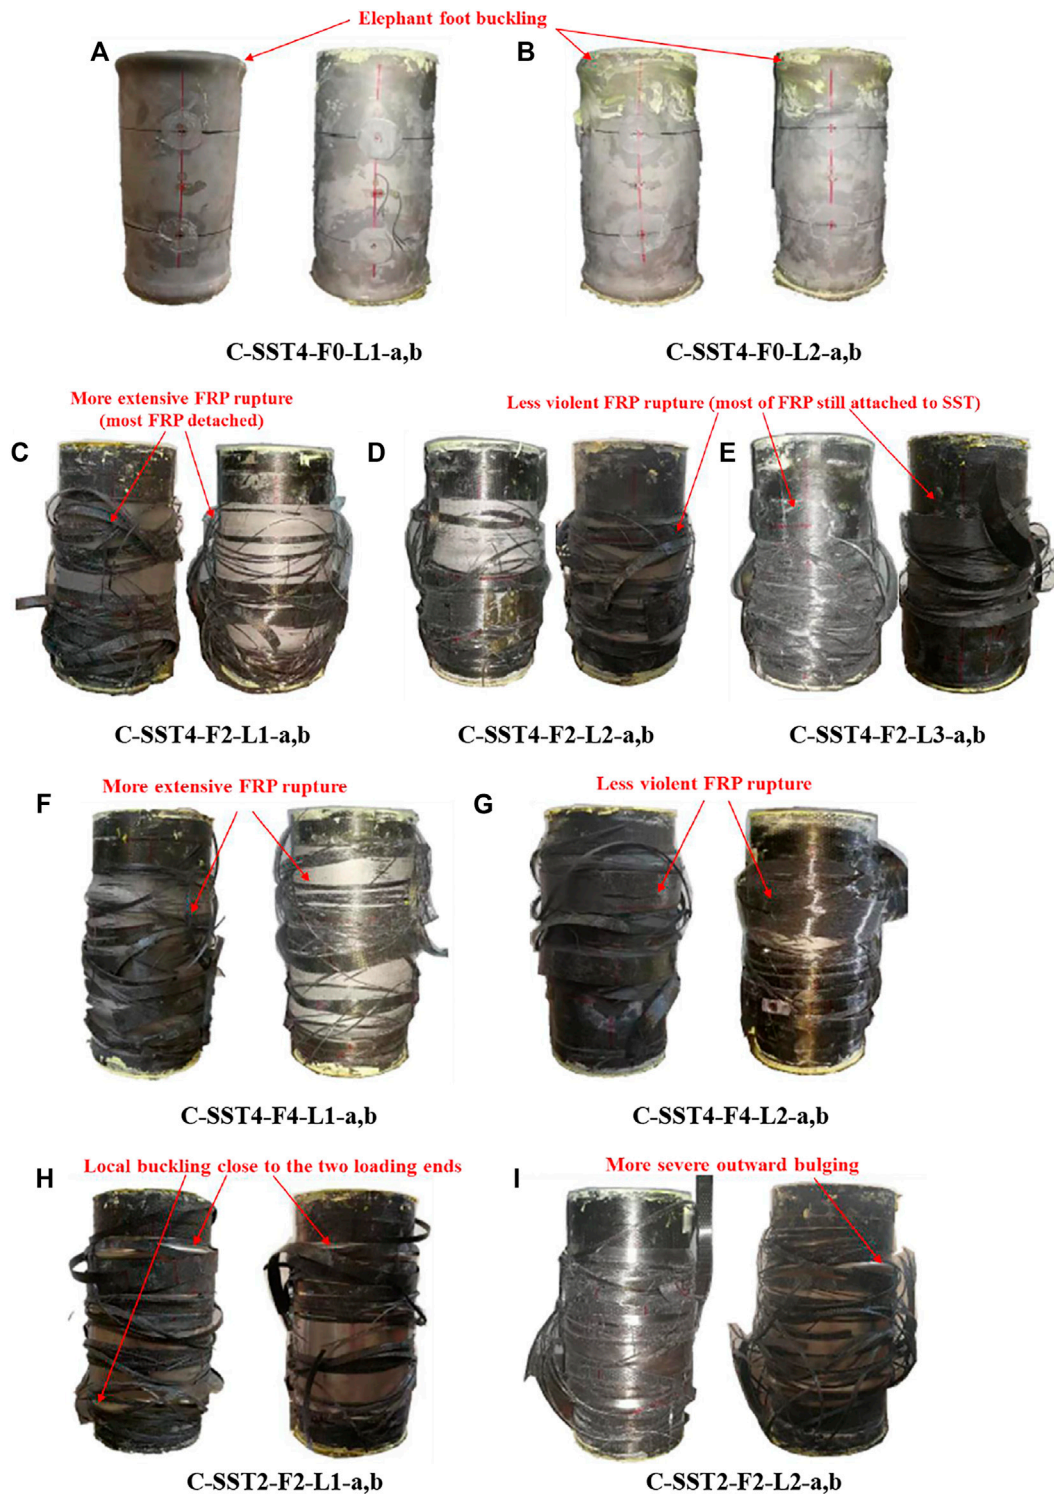 Elephant foot buckling
A
B
C-SST4-F0-L1-a,b
C-SST4-F0-L2-a,b
More extensive FRP rupture
(most FRP detached)
Less violent FRP rupture (most of FRP still attached to SST)
C
D
E
C-SST4-F2-L1-a,b
C-SST4-F2-L2-a,b
C-SST4-F2-L3-a,b
More extensive FRP rupture
Less violent FRP rupture
F
G
C-SST4-F4-L1-a,b
C-SST4-F4-L2-a,b
Local buckling close to the two loading ends
More severe outward bulging
H
I
C-SST2-F2-L1-a,b
C-SST2-F2-L2-a,b